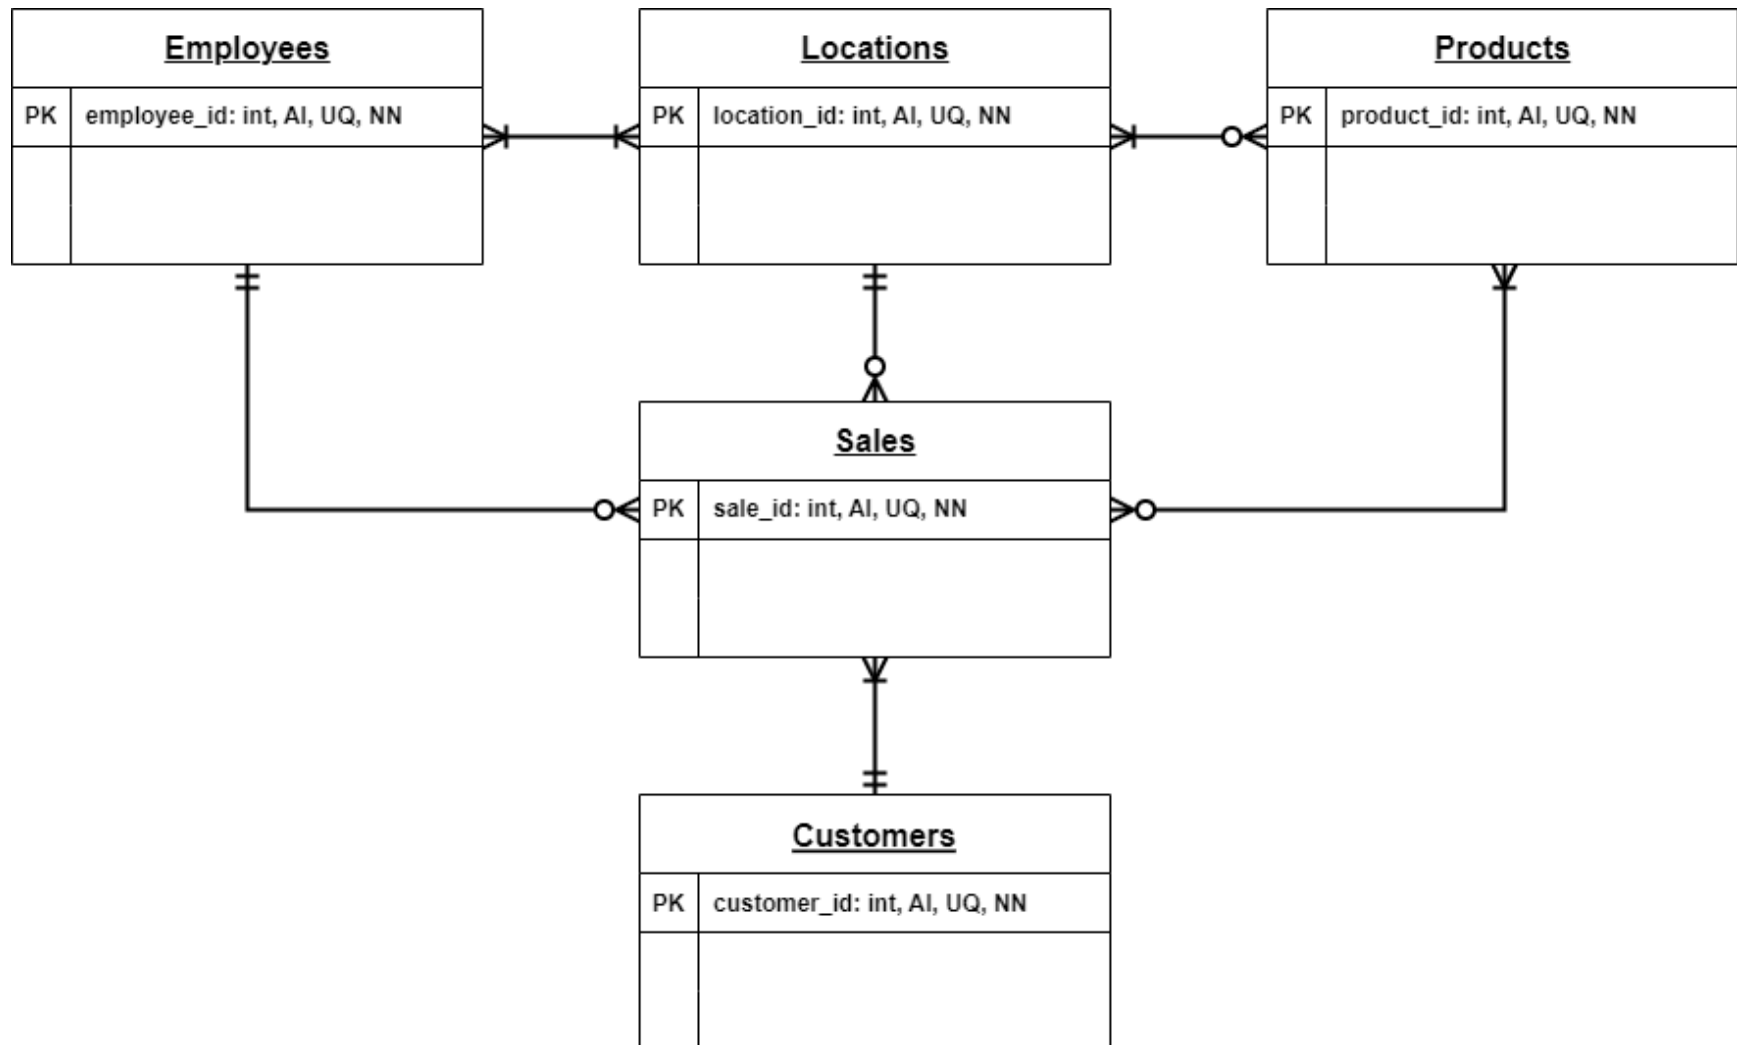 Employees
PK employee_id: int, AI, UQ, NN
Locations
PK location_id: int, AI, UQ, NN
Products
PK product_id: int, AI, UQ, NN
Sales
PK sale_id: int, AI, UQ, NN
Customers
PK customer_id: int, AI, UQ, NN